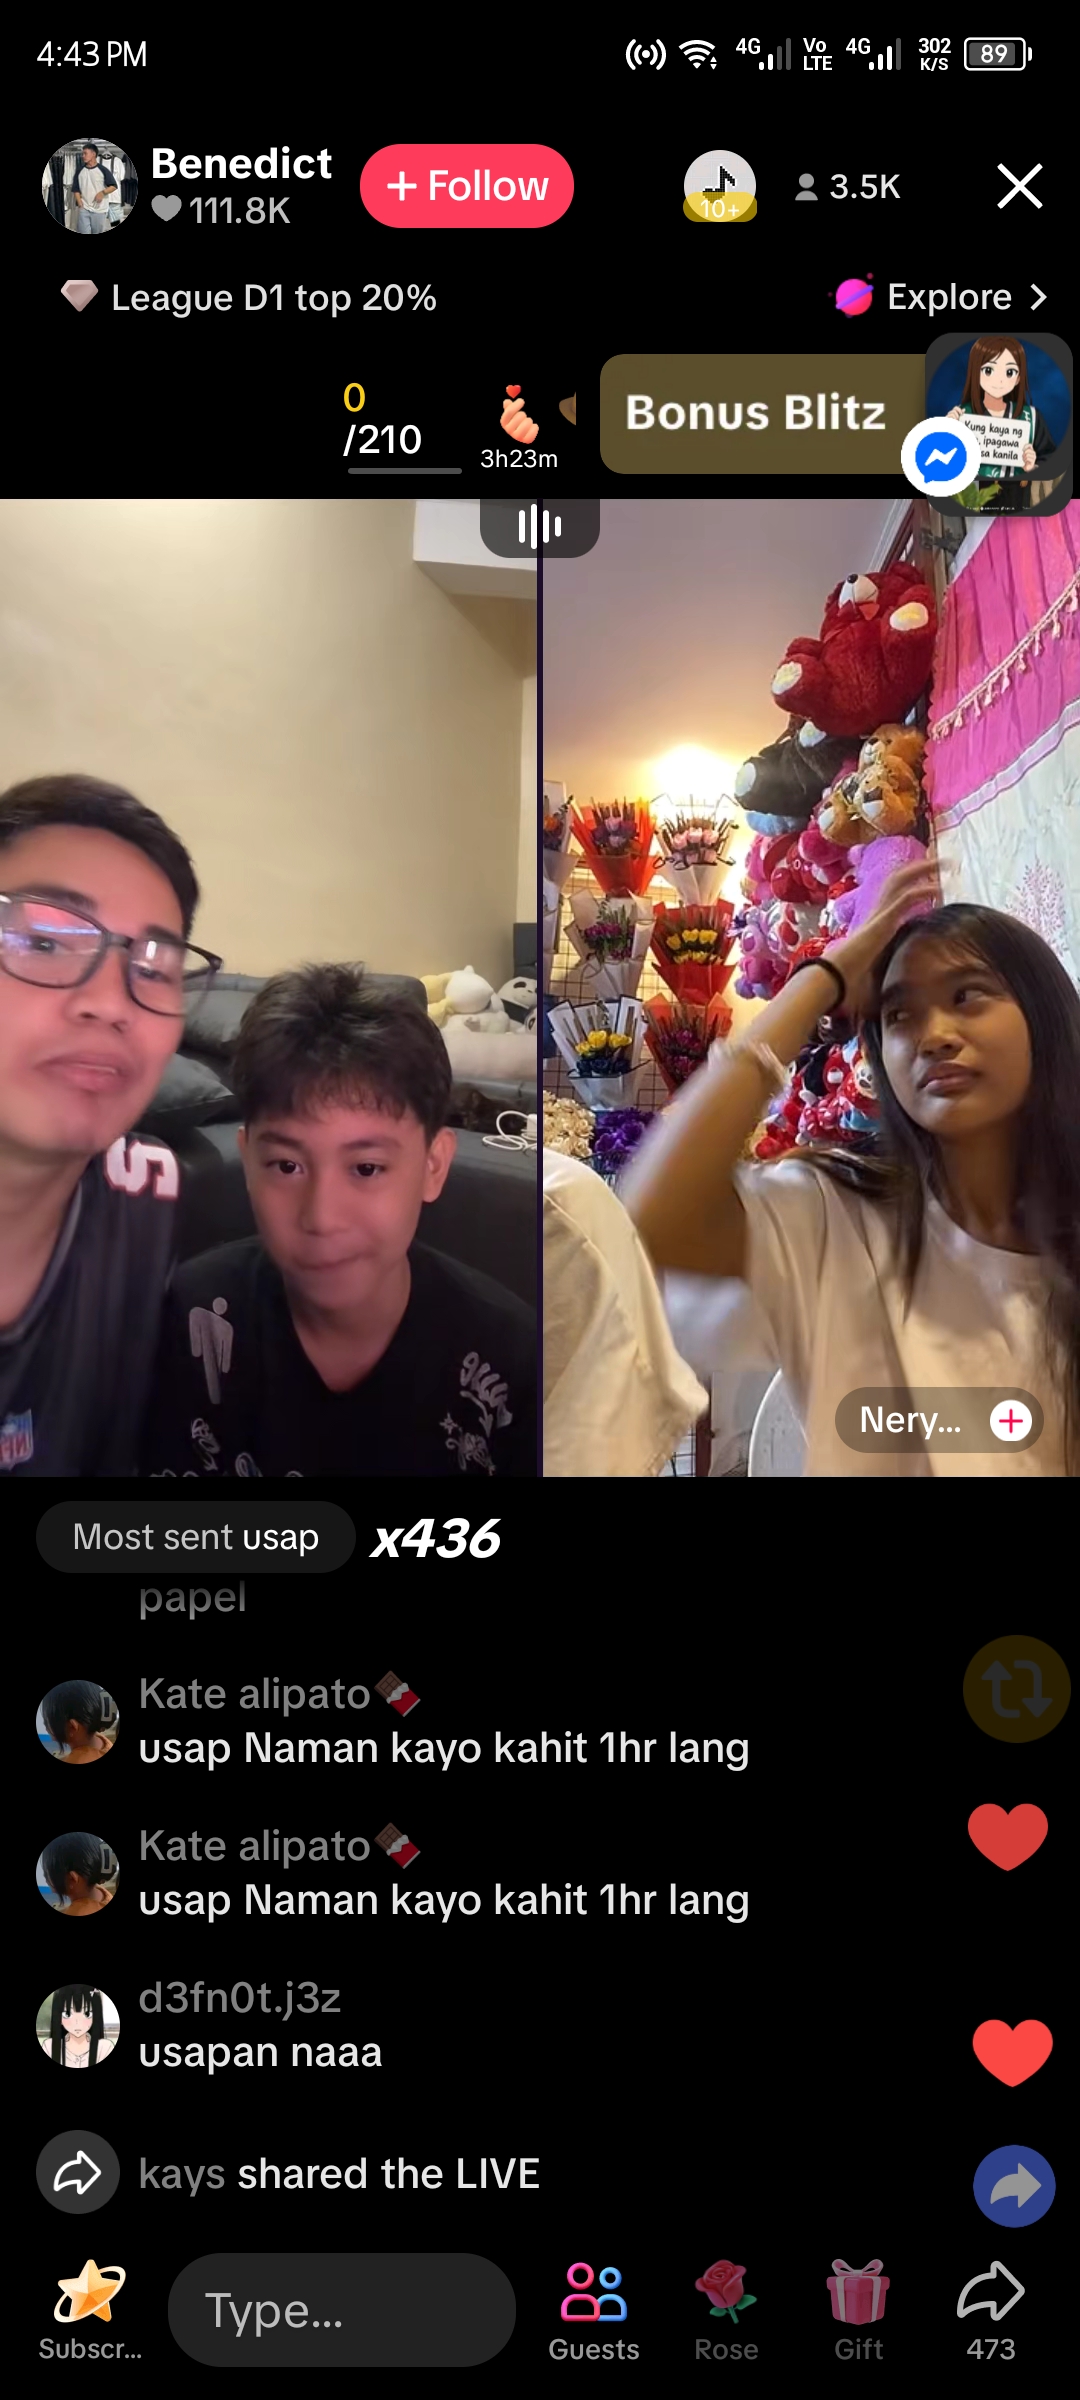 4:43 PM
4G
Vo
LTE
4G
302
K/S
89
Benedict
111.8K
+ Follow
10+
3.5K
League D1 top 20%
Explore
0
/210
3h23m
Bonus Blitz
Kung kaya ng
, ipagawa
sa kanila
Nery...
Most sent usap x436
papel
Kate alipato🍫
usap Naman kayo kahit 1hr lang
Kate alipato🍫
usap Naman kayo kahit 1hr lang
d3fn0t.j3z
usapan naaa
kays shared the LIVE
Subscr...
Type...
Guests
Rose
Gift
473